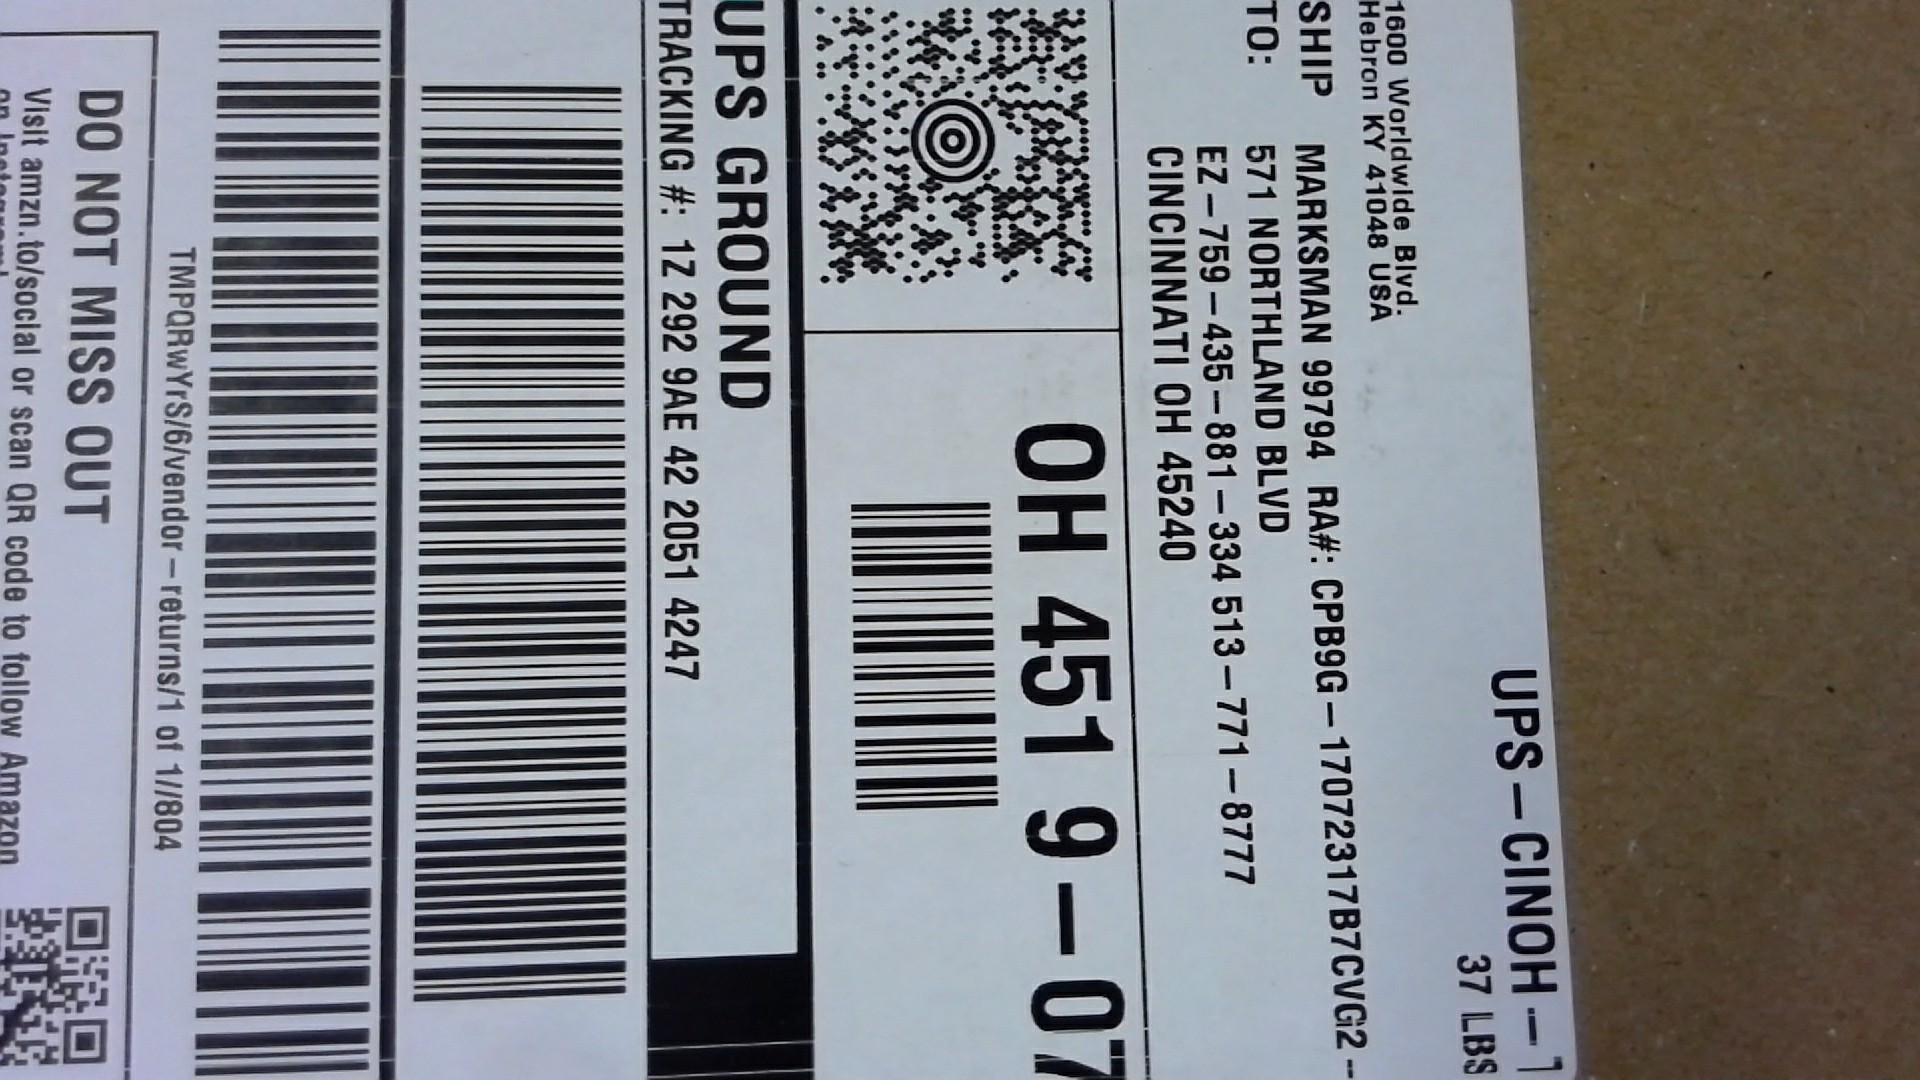 UPS-CINOH-1
37 LBS
1600 Worldwide Blvd.
Hebron KY 41048 USA
SHIP TO:
MARKSMAN 99794 RA#: CPB9G-17072317B7CVG2-
571 NORTHLAND BLVD
EZ-759-435-881-334 513-771-8777
CINCINNATI OH 45240
OH 451 9-07
UPS GROUND
TRACKING #: 1Z 292 9AE 42 2051 4247
TMPQRwYrS/6/vendor-returns/1 of 1//804
DO NOT MISS OUT
Visit amzn.to/social or scan QR code to follow Amazon